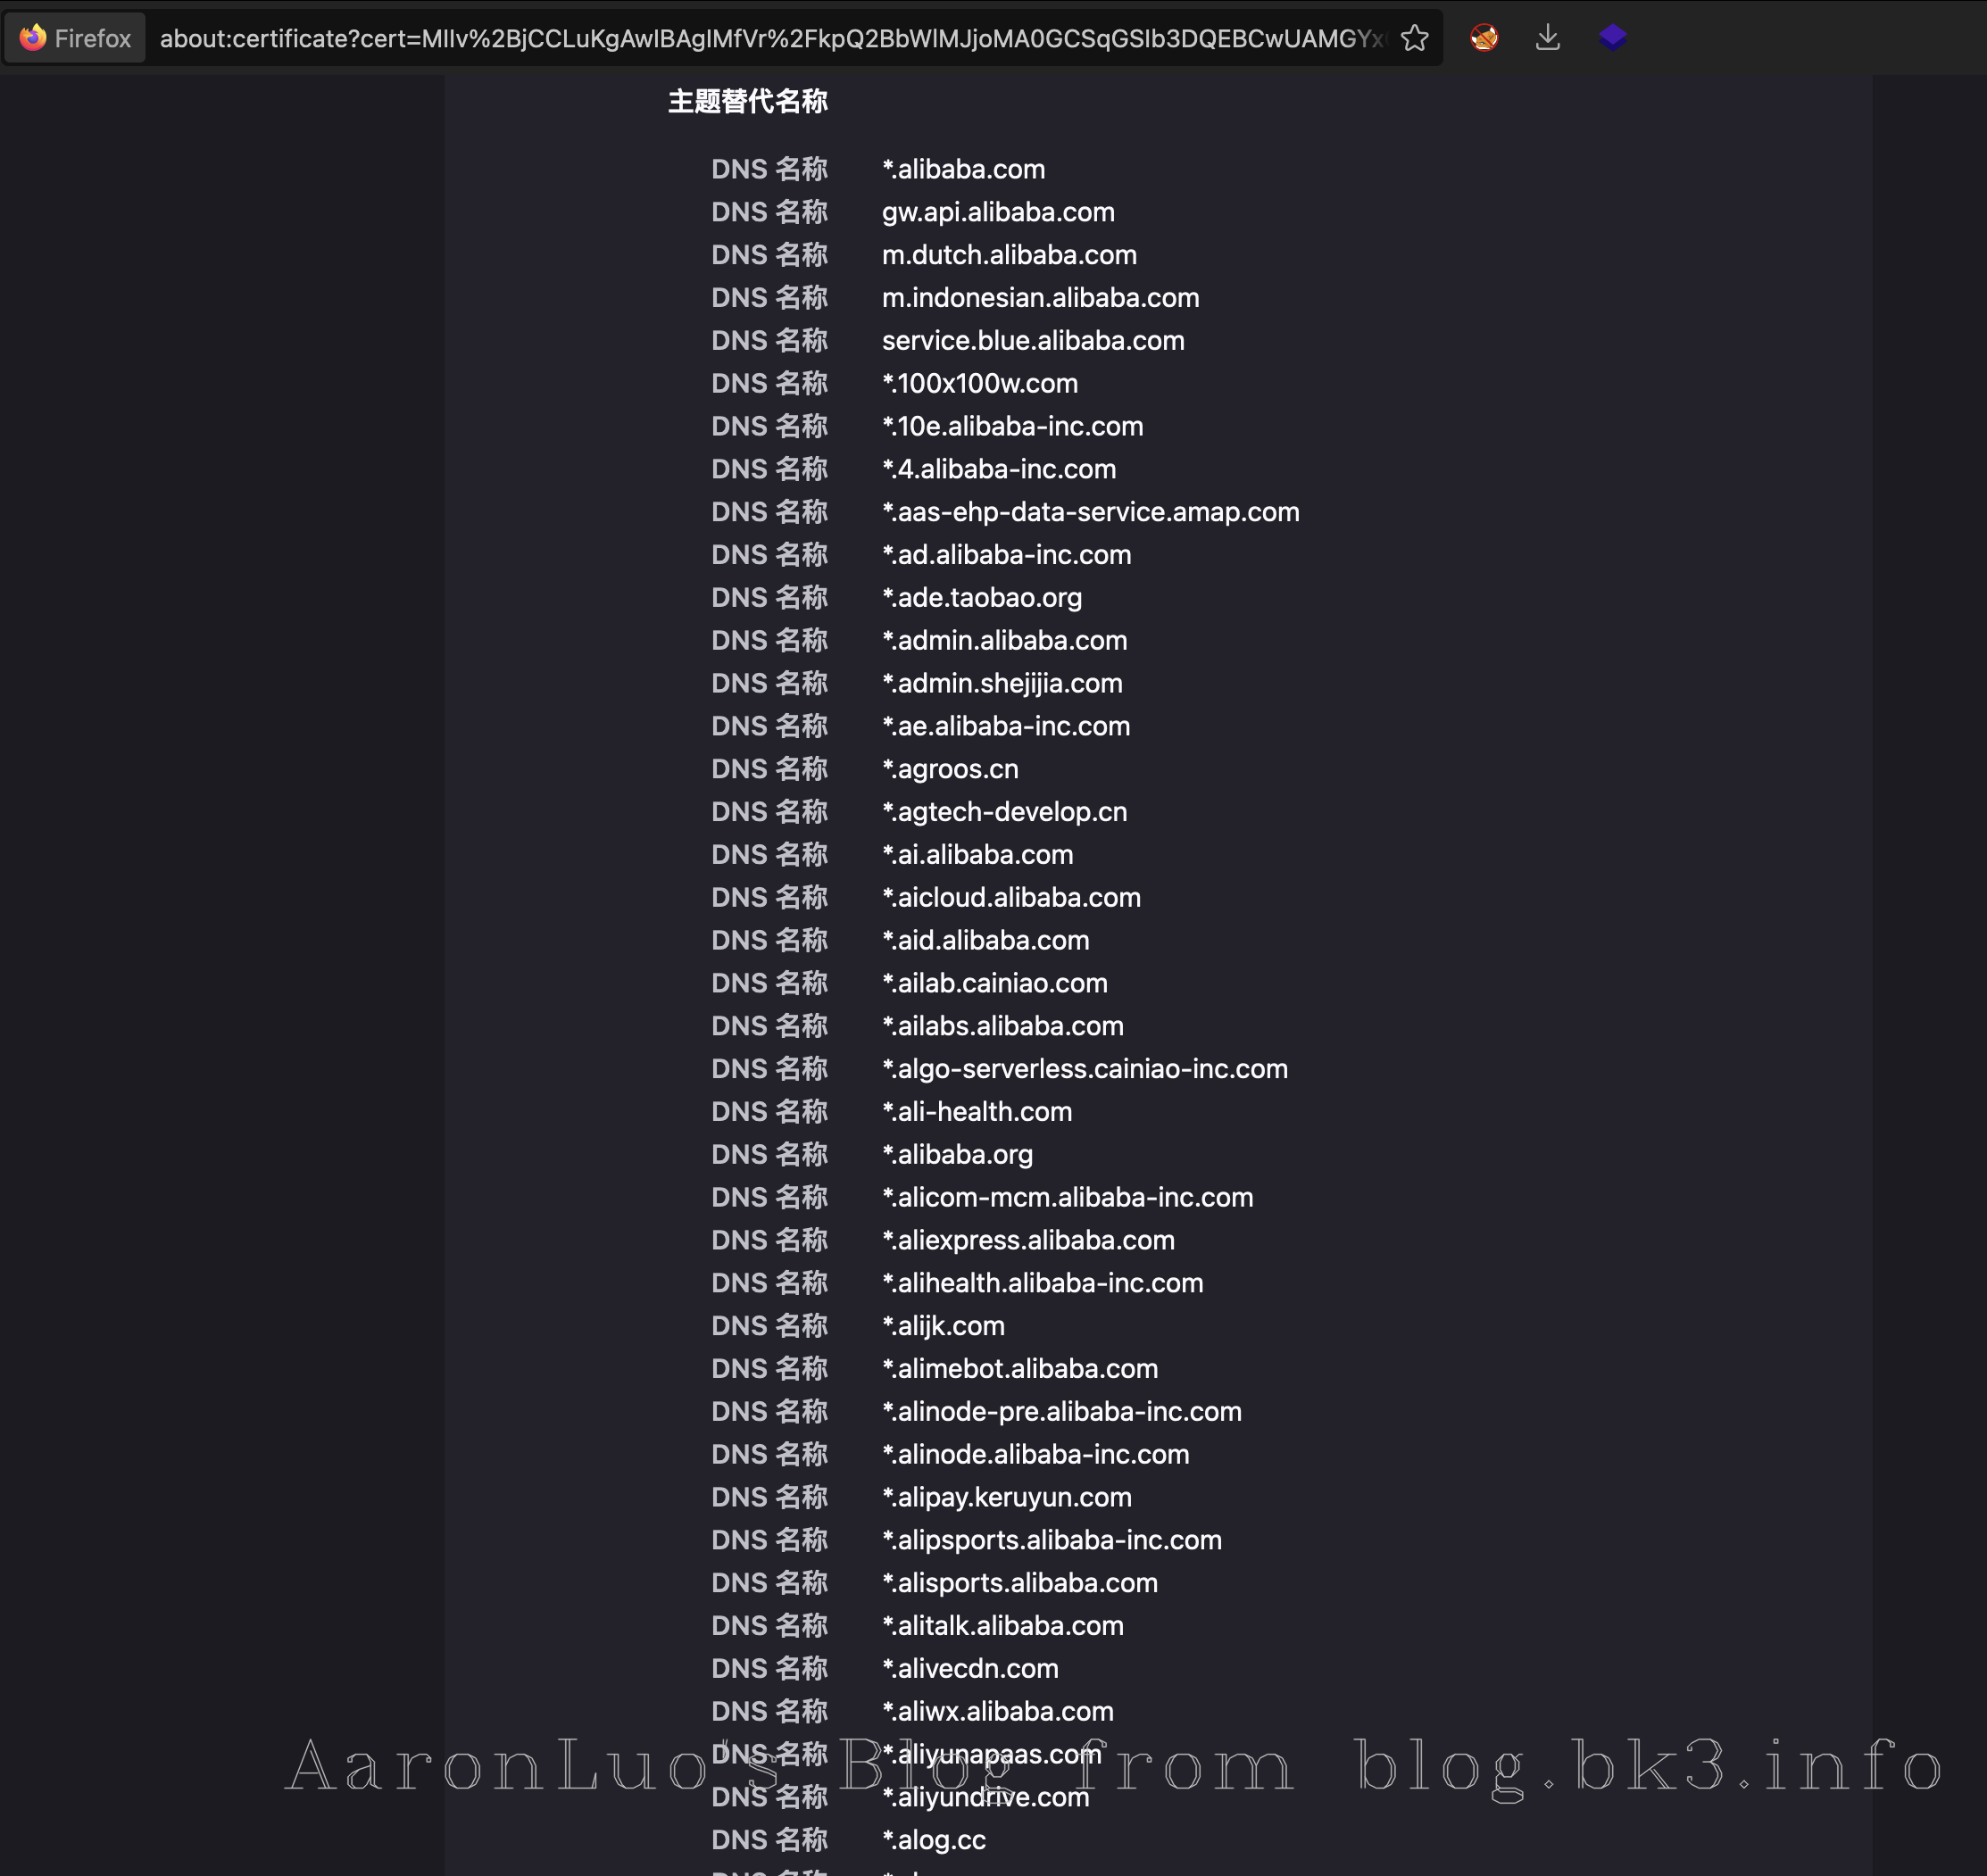 Firefox about:certificate?cert=MIIv%2BjCCLuKgAwIBAgIMfVr%2FkpQ2BbWIMJjoMA0GCSqGSIb3DQEBCwUAMGYx
主题替代名称
DNS 名称 *.alibaba.com
DNS 名称 gw.api.alibaba.com
DNS 名称 m.dutch.alibaba.com
DNS 名称 m.indonesian.alibaba.com
DNS 名称 service.blue.alibaba.com
DNS 名称 *.100x100w.com
DNS 名称 *.10e.alibaba-inc.com
DNS 名称 *.4.alibaba-inc.com
DNS 名称 *.aas-ehp-data-service.amap.com
DNS 名称 *.ad.alibaba-inc.com
DNS 名称 *.ade.taobao.org
DNS 名称 *.admin.alibaba.com
DNS 名称 *.admin.shejijia.com
DNS 名称 *.ae.alibaba-inc.com
DNS 名称 *.agroos.cn
DNS 名称 *.agtech-develop.cn
DNS 名称 *.ai.alibaba.com
DNS 名称 *.aicloud.alibaba.com
DNS 名称 *.aid.alibaba.com
DNS 名称 *.ailab.cainiao.com
DNS 名称 *.ailabs.alibaba.com
DNS 名称 *.algo-serverless.cainiao-inc.com
DNS 名称 *.ali-health.com
DNS 名称 *.alibaba.org
DNS 名称 *.alicom-mcm.alibaba-inc.com
DNS 名称 *.aliexpress.alibaba.com
DNS 名称 *.alihealth.alibaba-inc.com
DNS 名称 *.alijk.com
DNS 名称 *.alimebot.alibaba.com
DNS 名称 *.alinode-pre.alibaba-inc.com
DNS 名称 *.alinode.alibaba-inc.com
DNS 名称 *.alipay.keruyun.com
DNS 名称 *.alipsports.alibaba-inc.com
DNS 名称 *.alisports.alibaba.com
DNS 名称 *.alitalk.alibaba.com
DNS 名称 *.alivecdn.com
DNS 名称 *.aliwx.alibaba.com
DNS 名称 *.aliyunapaas.com
AaronLuo's Blog from blog.bk3.info
DNS 名称 *.aliyundrive.com
DNS 名称 *.alog.cc